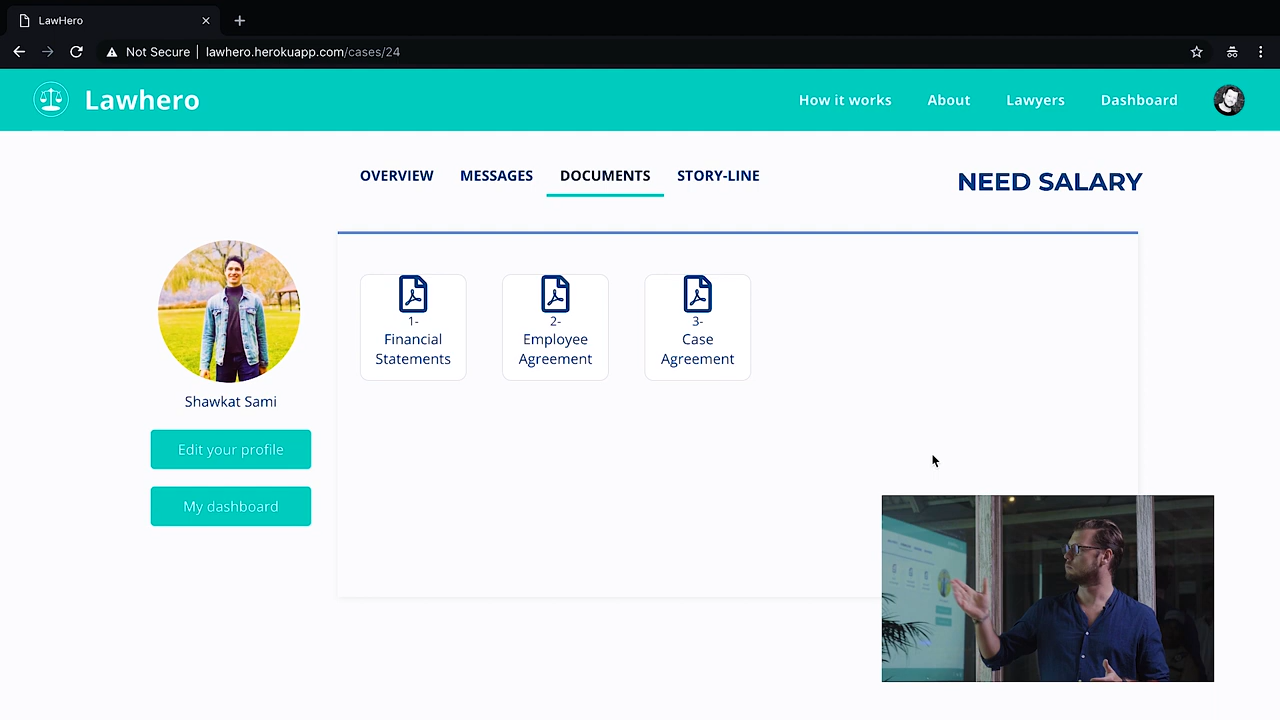 LawHero
Not Secure | lawhero.herokuapp.com/cases/24
Lawhero
How it works
About
Lawyers
Dashboard
OVERVIEW
MESSAGES
DOCUMENTS
STORY-LINE
NEED SALARY
1-
Financial
Statements
2-
Employee
Agreement
3-
Case
Agreement
Shawkat Sami
Edit your profile
My dashboard